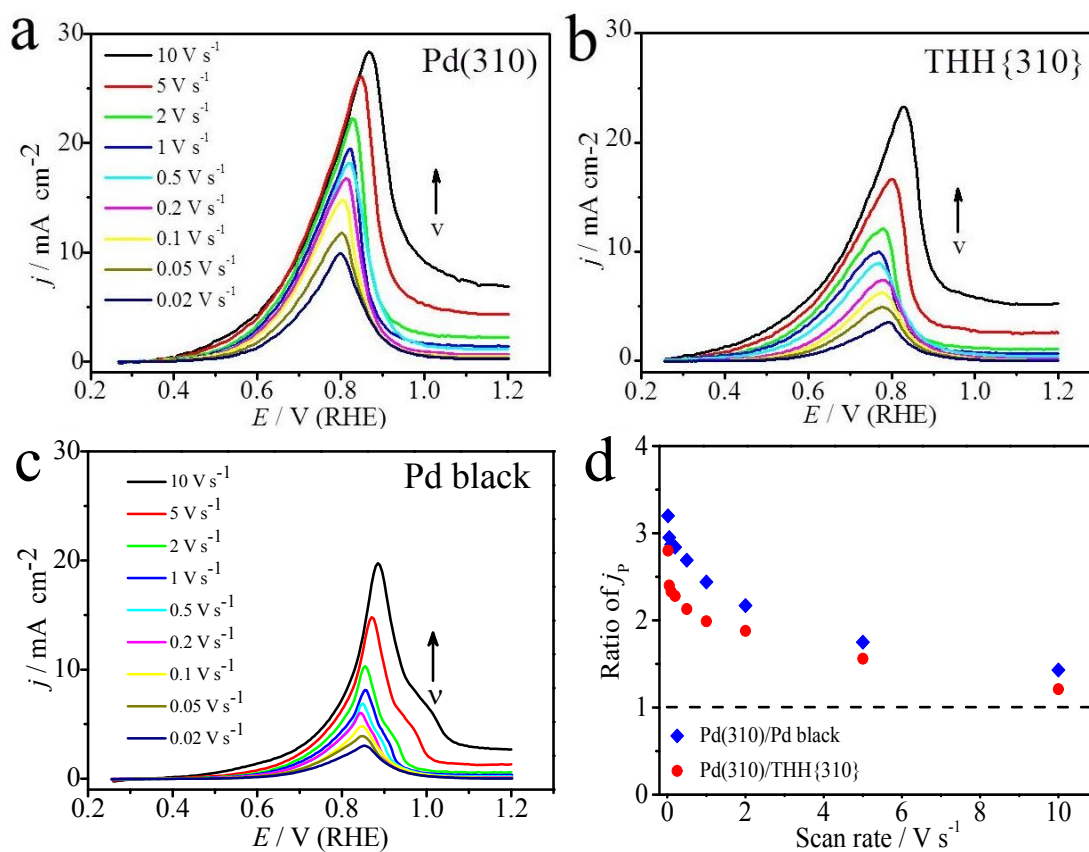 a
Pd(310)
30
20
10
0
j / mA cm-2
10 V s-1
5 V s-1
2 V s-1
1 V s-1
0.5 V s-1
0.2 V s-1
0.1 V s-1
0.05 V s-1
0.02 V s-1
v
0.2 0.4 0.6 0.8 1.0 1.2
E / V (RHE)
b
THH{310}
30
20
10
0
j / mA cm-2
v
0.2 0.4 0.6 0.8 1.0 1.2
E / V (RHE)
c
Pd black
30
20
10
0
j / mA cm-2
10 V s-1
5 V s-1
2 V s-1
1 V s-1
0.5 V s-1
0.2 V s-1
0.1 V s-1
0.05 V s-1
0.02 V s-1
ν
0.2 0.4 0.6 0.8 1.0 1.2
E / V (RHE)
d
4
3
2
1
0
Ratio of jP
Pd(310)/Pd black
Pd(310)/THH{310}
0 2 4 6 8 10
Scan rate / V s-1